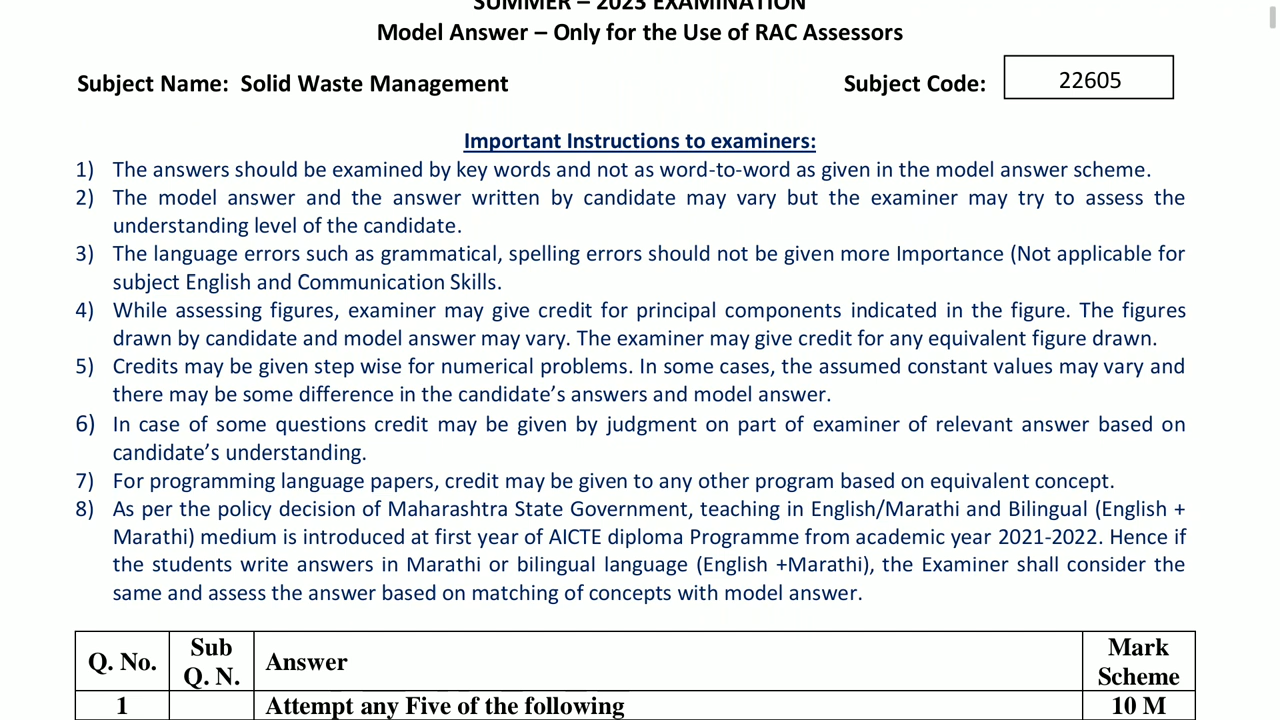 SUMMER – 2023 EXAMINATION
Model Answer – Only for the Use of RAC Assessors
Subject Name: Solid Waste Management Subject Code: 22605
Important Instructions to examiners:
1) The answers should be examined by key words and not as word-to-word as given in the model answer scheme.
2) The model answer and the answer written by candidate may vary but the examiner may try to assess the
understanding level of the candidate.
3) The language errors such as grammatical, spelling errors should not be given more Importance (Not applicable for
subject English and Communication Skills.
4) While assessing figures, examiner may give credit for principal components indicated in the figure. The figures
drawn by candidate and model answer may vary. The examiner may give credit for any equivalent figure drawn.
5) Credits may be given step wise for numerical problems. In some cases, the assumed constant values may vary and
there may be some difference in the candidate’s answers and model answer.
6) In case of some questions credit may be given by judgment on part of examiner of relevant answer based on
candidate’s understanding.
7) For programming language papers, credit may be given to any other program based on equivalent concept.
8) As per the policy decision of Maharashtra State Government, teaching in English/Marathi and Bilingual (English +
Marathi) medium is introduced at first year of AICTE diploma Programme from academic year 2021-2022. Hence if
the students write answers in Marathi or bilingual language (English +Marathi), the Examiner shall consider the
same and assess the answer based on matching of concepts with model answer.
Q. No. Sub Q. N. Answer Mark Scheme
1 Attempt any Five of the following 10 M